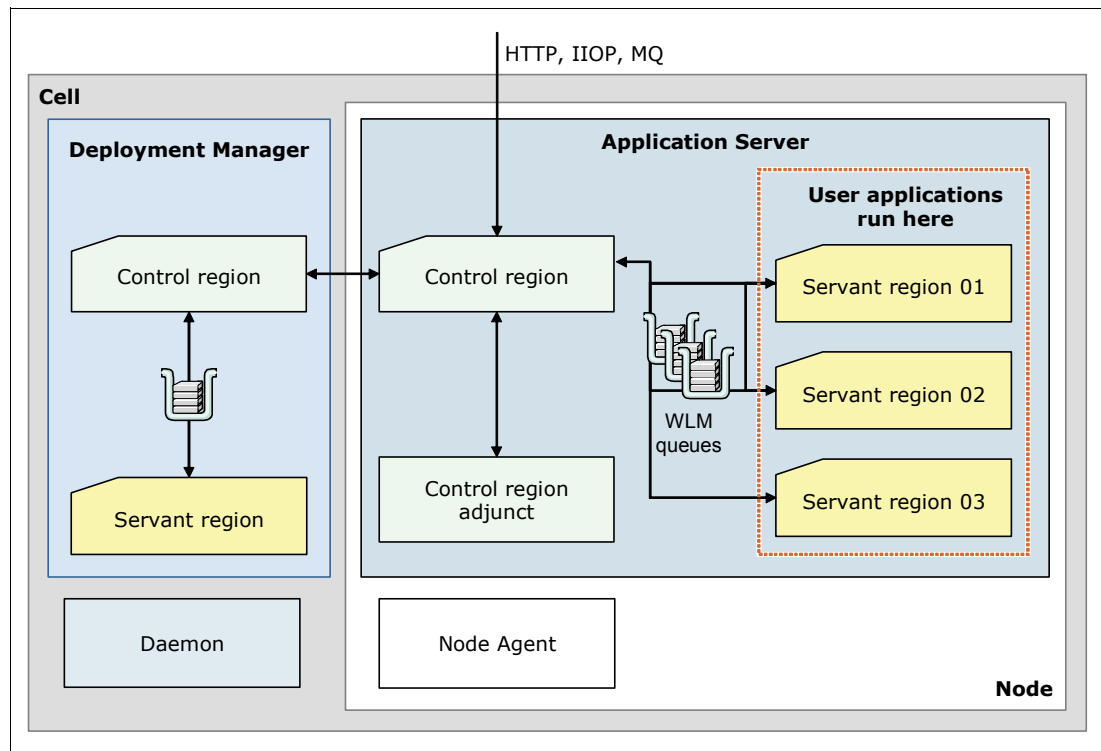 HTTP, IIOP, MQ
Cell
Deployment Manager
Application Server
User applications
run here
Control region
Control region
Servant region 01
Servant region 02
WLM
queues
Servant region
Control region
adjunct
Servant region 03
Daemon
Node Agent
Node